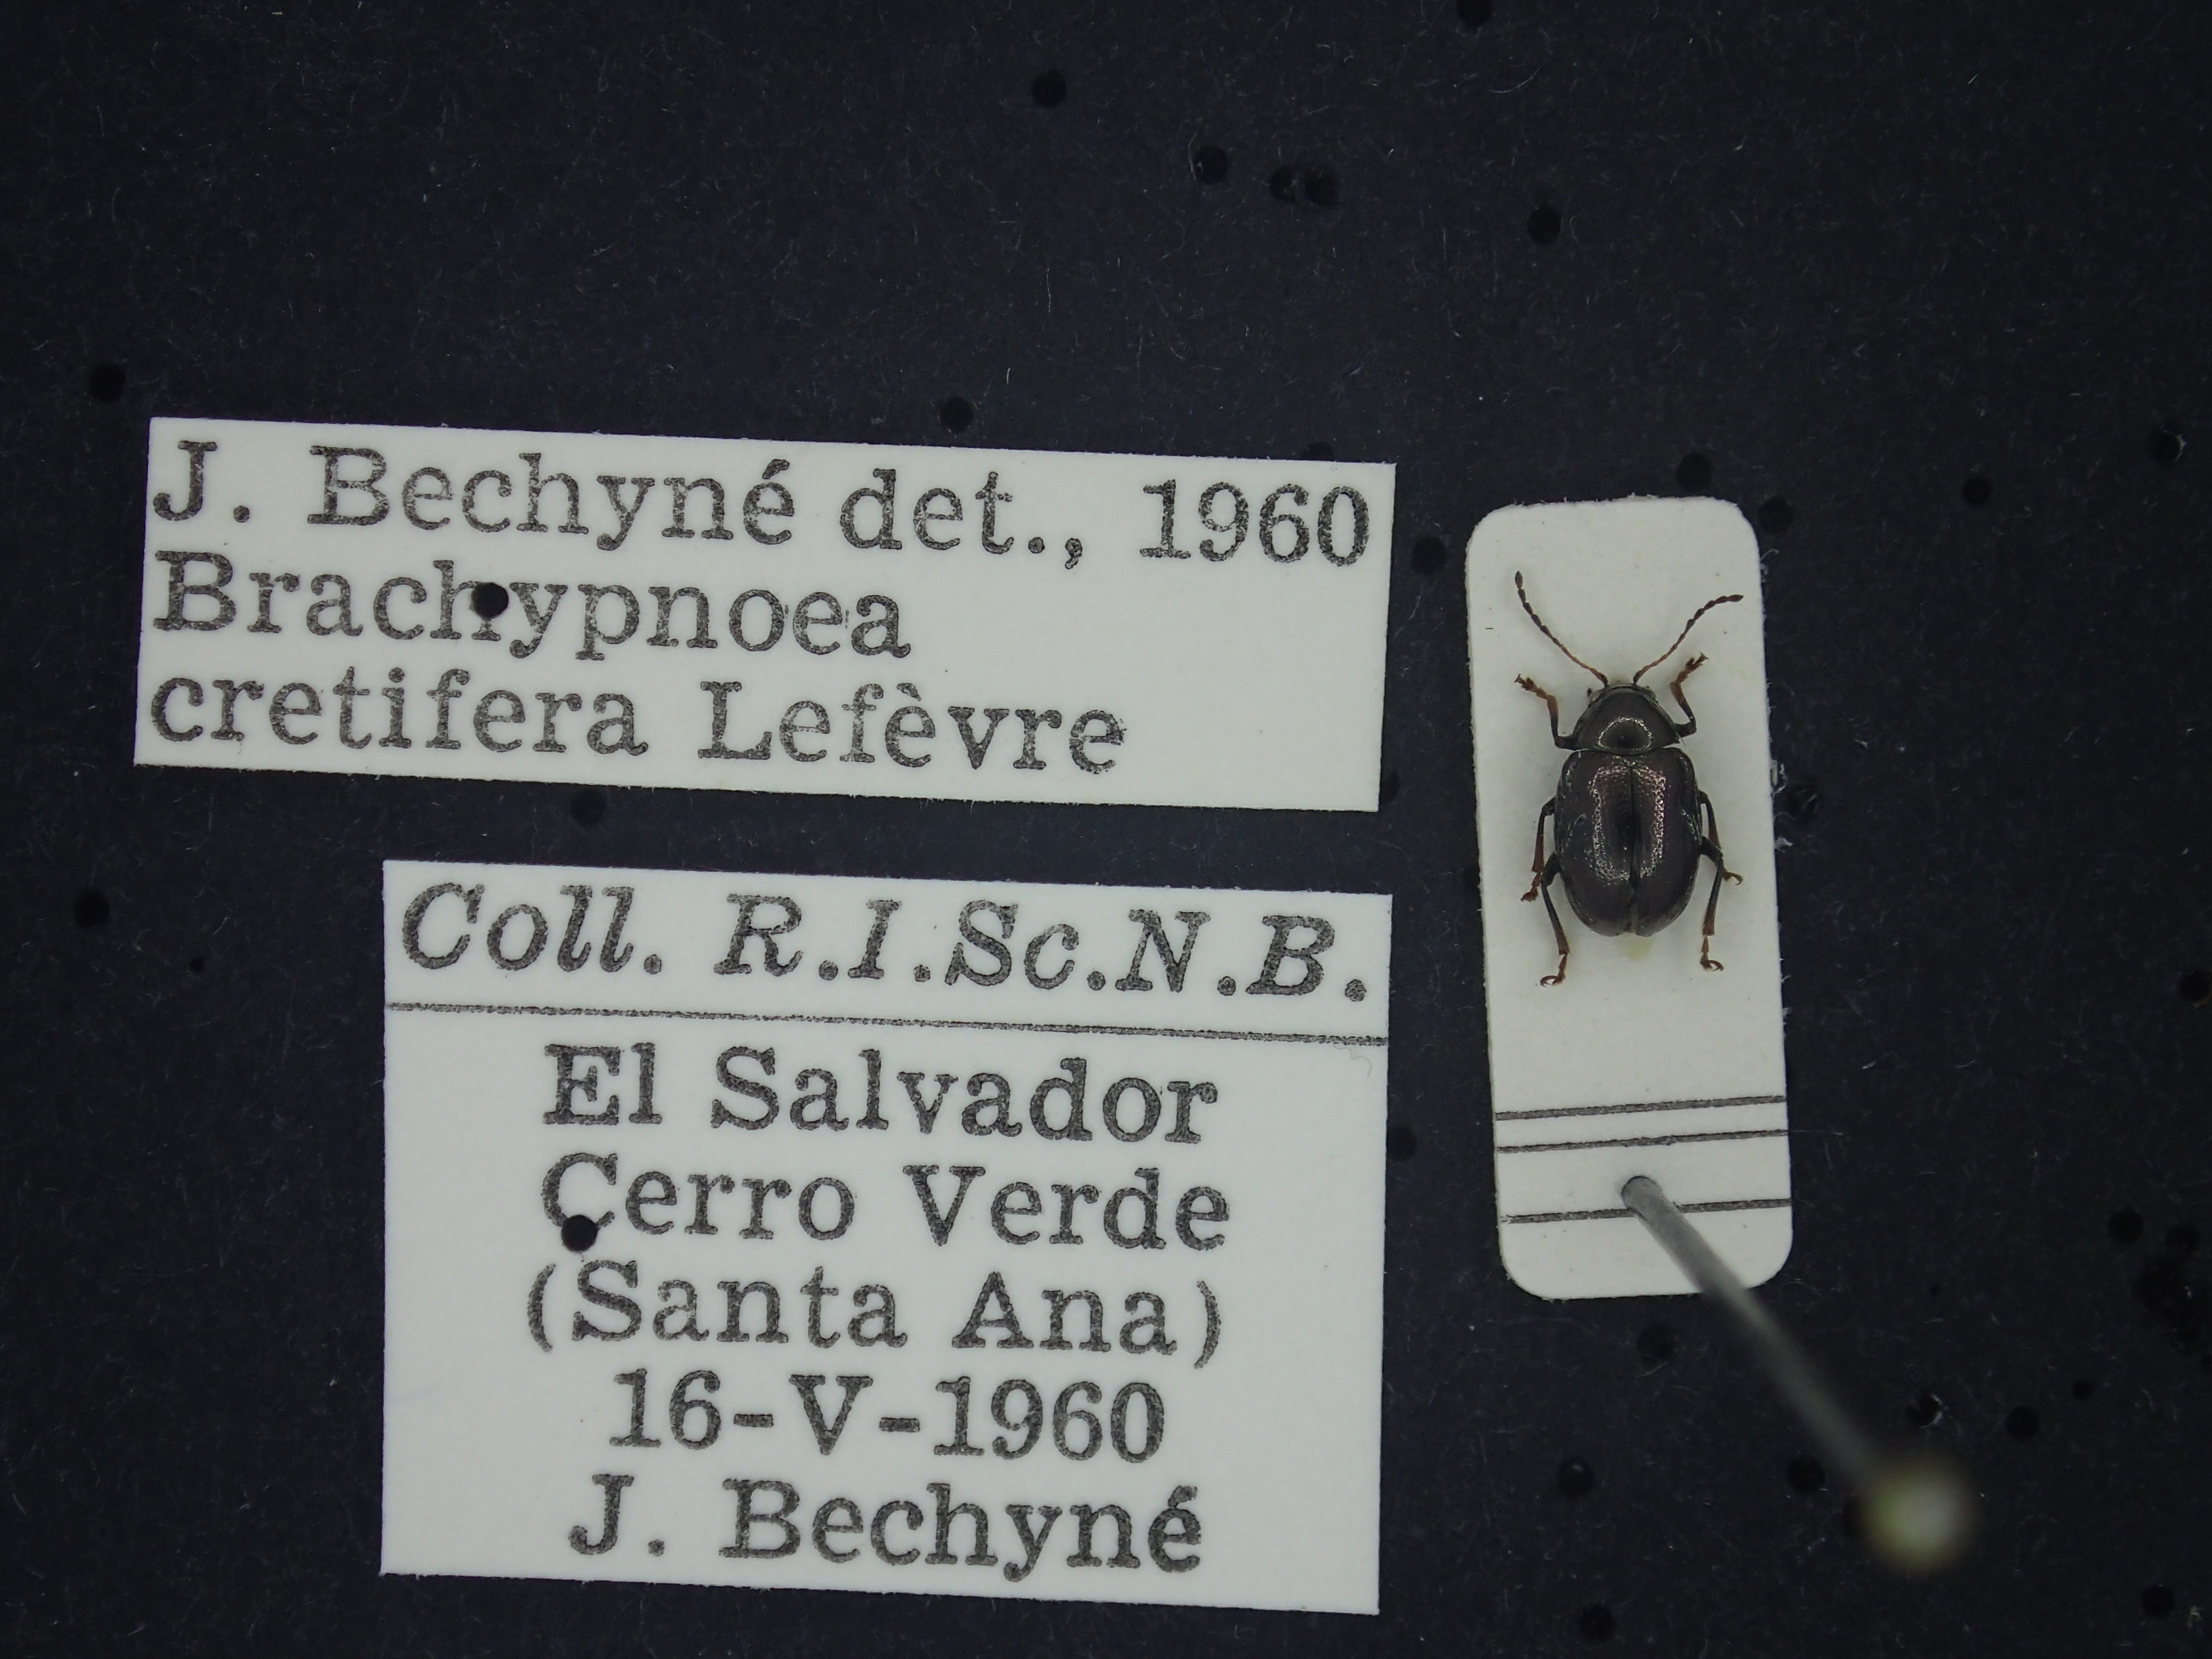 J. Bechyné det., 1960
Brachypnoea
cretifera Lefèvre
Coll. R.I.Sc.N.B.
El Salvador
Cerro Verde
(Santa Ana)
16-V-1960
J. Bechyné